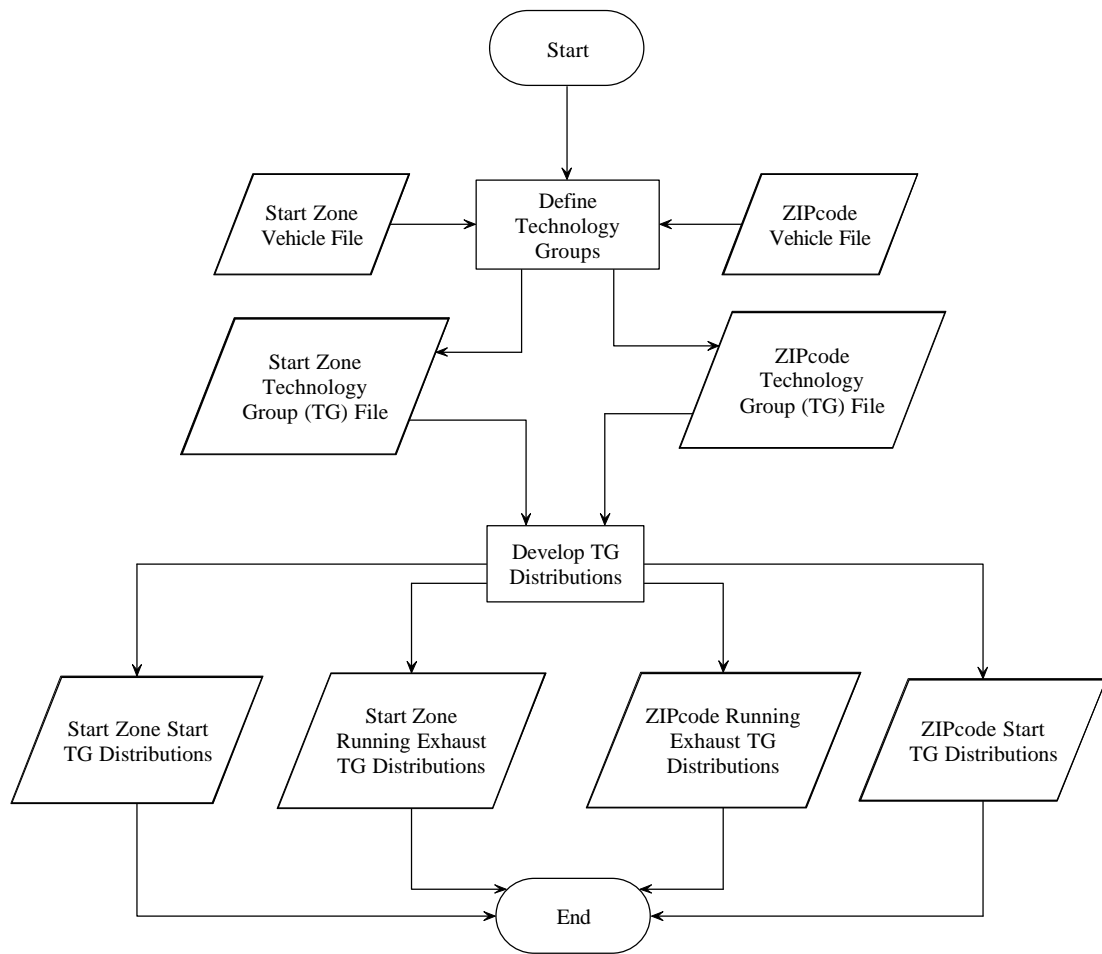 Start
Start Zone
Vehicle File
Define
Technology
Groups
ZIPcode
Vehicle File
Start Zone
Technology
Group (TG) File
ZIPcode
Technology
Group (TG) File
Develop TG
Distributions
Start Zone Start
TG Distributions
Start Zone
Running Exhaust
TG Distributions
ZIPcode Running
Exhaust TG
Distributions
ZIPcode Start
TG Distributions
End